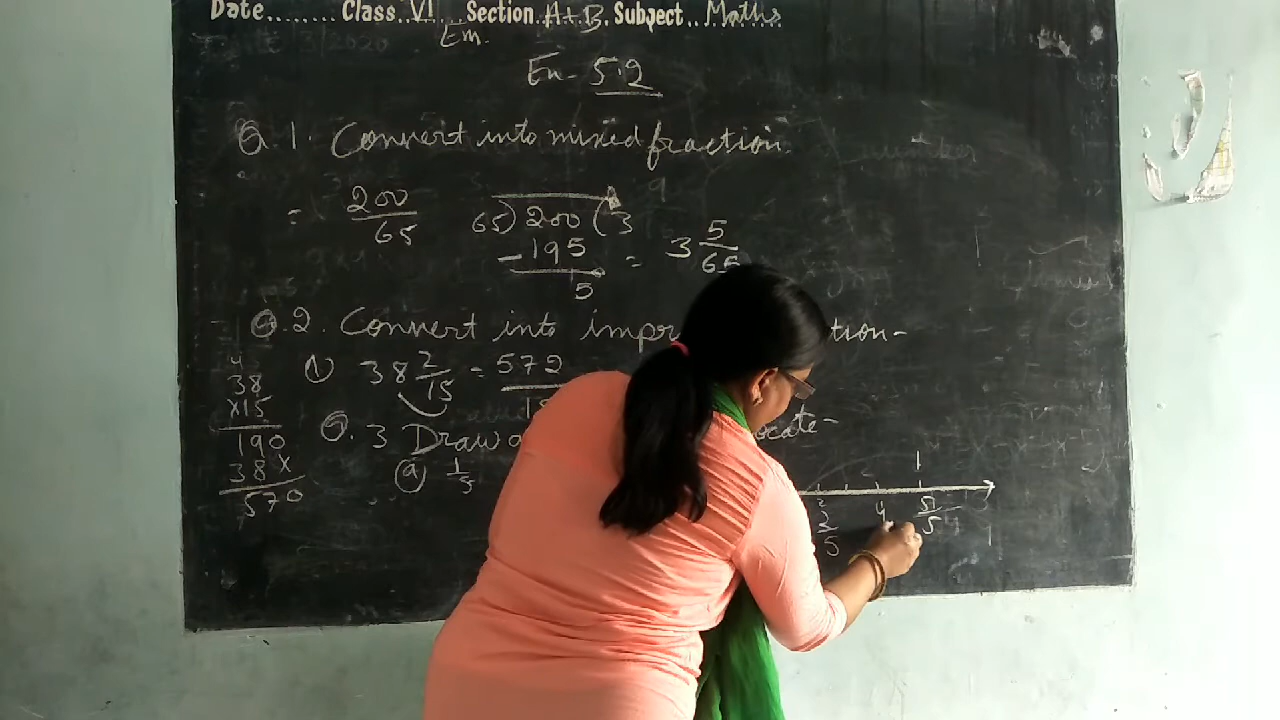 Date........ Class VI Section A+B Subject Maths
Em.
Ex- 5.2
Q.1. Convert into mixed fraction.
= 200/65 65) 200 (3
-195
5
= 3 5/65
Q.2. Convert into impr tion-
1) 38 2/15 = 572
4
38
x15
190
38x
570
Q.3 Draw a ocate-
(a) 1/5
1
2/5 4 5/5